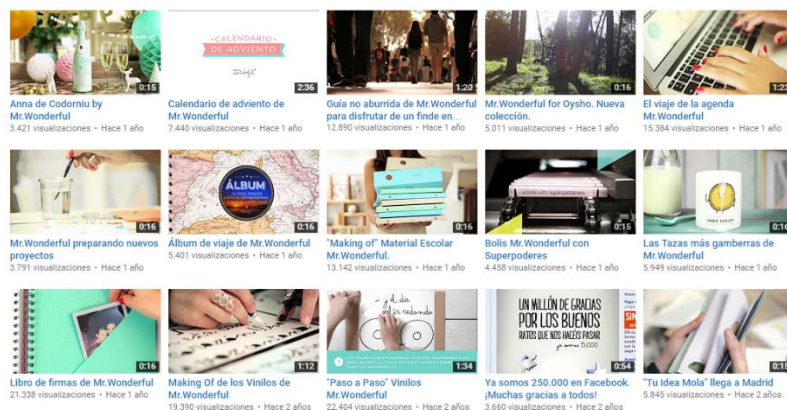 0:15
-CALENDARIO-
DE ADVIENTO
2:36
1:20
0:16
1:23
Anna de Codorniu by
Mr.Wonderful
3.421 visualizaciones • Hace 1 año
Calendario de adviento de
Mr.Wonderful
7.440 visualizaciones • Hace 1 año
Guía no aburrida de Mr.Wonderful
para disfrutar de un finde en...
12.890 visualizaciones • Hace 1 año
Mr.Wonderful for Oysho. Nueva
colección.
5.011 visualizaciones • Hace 1 año
El viaje de la agenda
Mr.Wonderful
15.384 visualizaciones • Hace 1 año
0:16
ÁLBUM
0:16
0:16
0:15
0:16
Mr.Wonderful preparando nuevos
proyectos
3.791 visualizaciones • Hace 1 año
Álbum de viaje de Mr.Wonderful
5.401 visualizaciones • Hace 1 año
"Making of" Material Escolar
Mr.Wonderful.
13.142 visualizaciones • Hace 1 año
Bolis Mr.Wonderful con
Superpoderes
4.458 visualizaciones • Hace 1 año
Las Tazas más gamberras de
Mr.Wonderful
5.949 visualizaciones • Hace 1 año
0:16
1:12
y el día
redondo
1:34
UN MILLÓN DE GRACIAS
POR LOS BUENOS
RATOS QUE NOS HACÉIS PASAR
0:54
0:15
Libro de firmas de Mr.Wonderful
21.338 visualizaciones • Hace 1 año
Making Of de los Vinilos de
Mr.Wonderful
19.390 visualizaciones • Hace 2 años
"Paso a Paso" Vinilos
Mr.Wonderful
22.404 visualizaciones • Hace 2 años
Ya somos 250.000 en Facebook.
¡Muchas gracias a todos!
3.660 visualizaciones • Hace 2 años
"Tu Idea Mola" llega a Madrid
5.845 visualizaciones • Hace 2 años